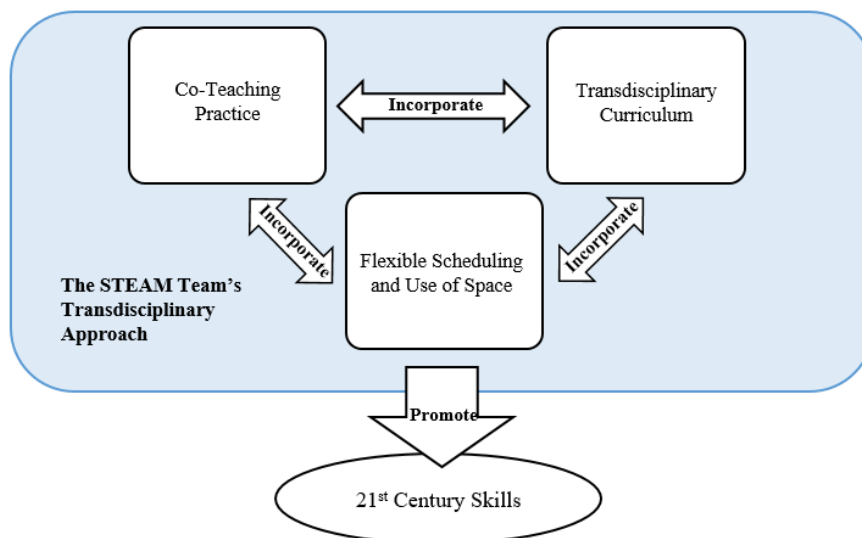 Co-Teaching
Practice
Incorporate
Transdisciplinary
Curriculum
Incorporate
Flexible Scheduling
and Use of Space
Incorporate
The STEAM Team’s
Transdisciplinary
Approach
Promote
21st Century Skills